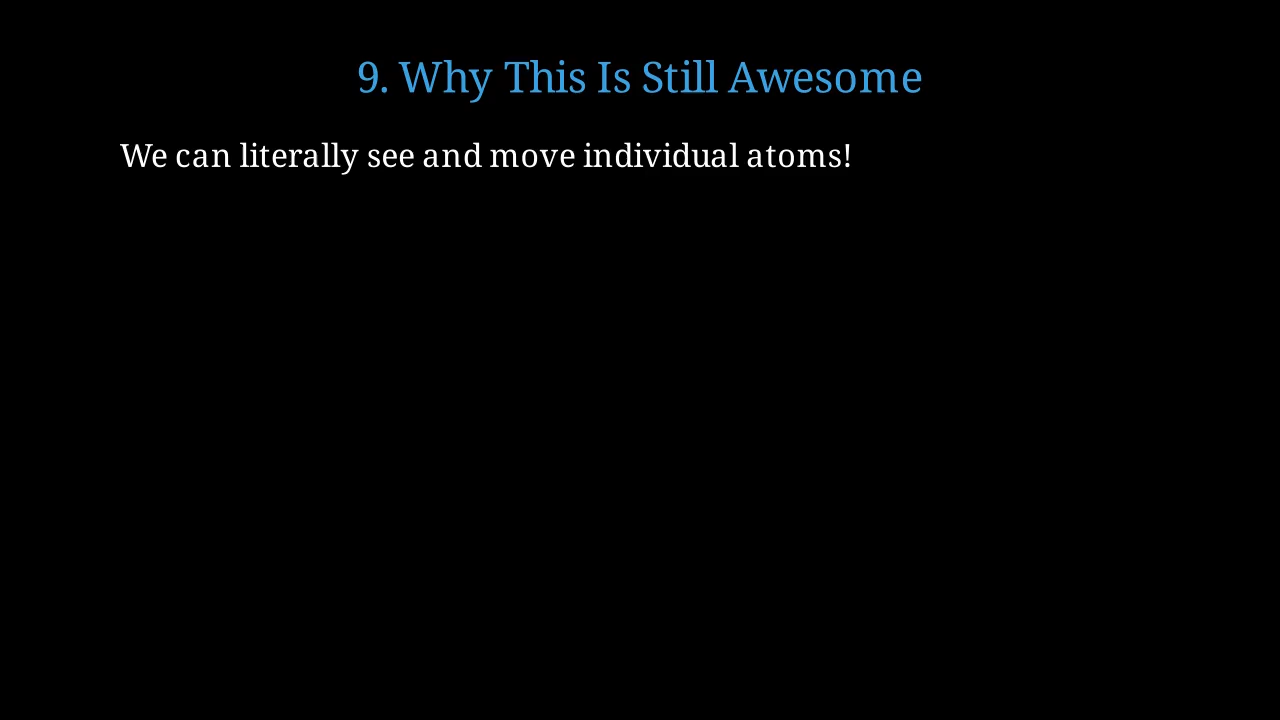 9. Why This Is Still Awesome
We can literally see and move individual atoms!